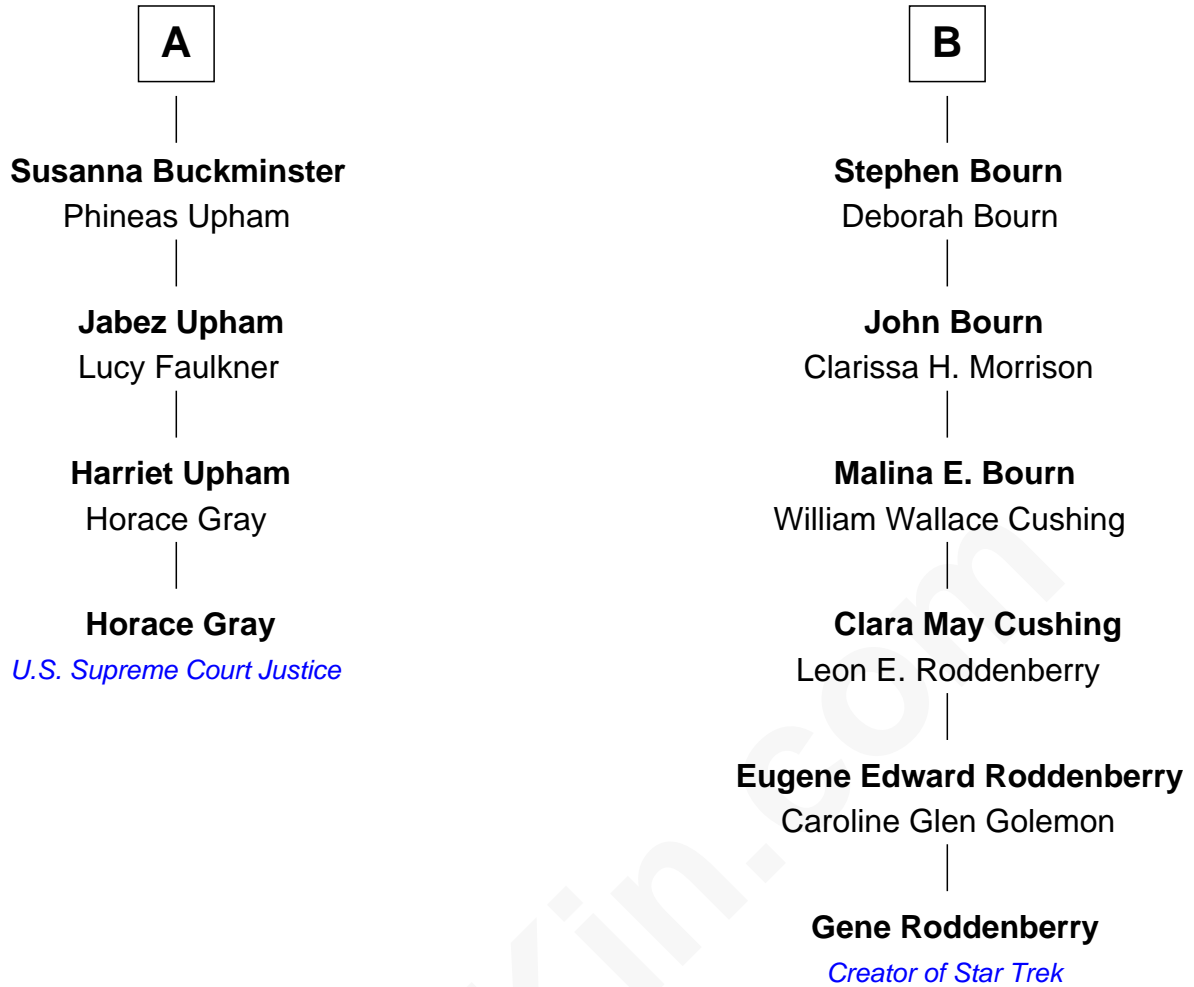 A
Susanna Buckminster
Phineas Upham
Jabez Upham
Lucy Faulkner
Harriet Upham
Horace Gray
Horace Gray
U.S. Supreme Court Justice
B
Stephen Bourn
Deborah Bourn
John Bourn
Clarissa H. Morrison
Malina E. Bourn
William Wallace Cushing
Clara May Cushing
Leon E. Roddenberry
Eugene Edward Roddenberry
Caroline Glen Golemon
Gene Roddenberry
Creator of Star Trek
Kin.com